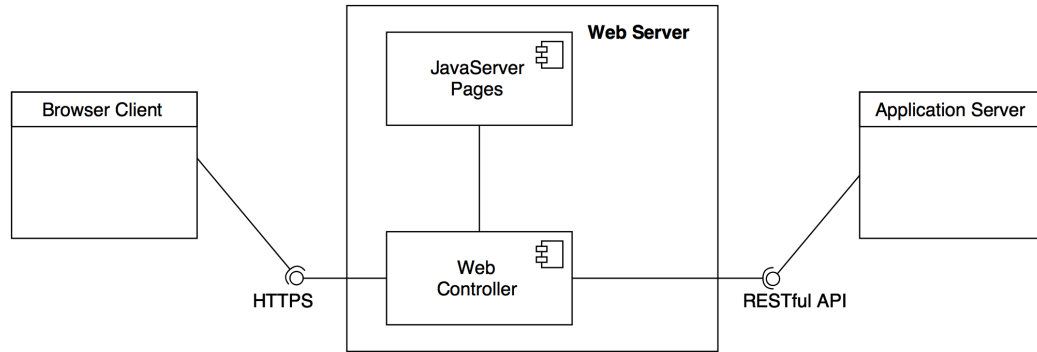 Web Server
JavaServer
Pages
Browser Client
Application Server
Web
Controller
HTTPS
RESTful API